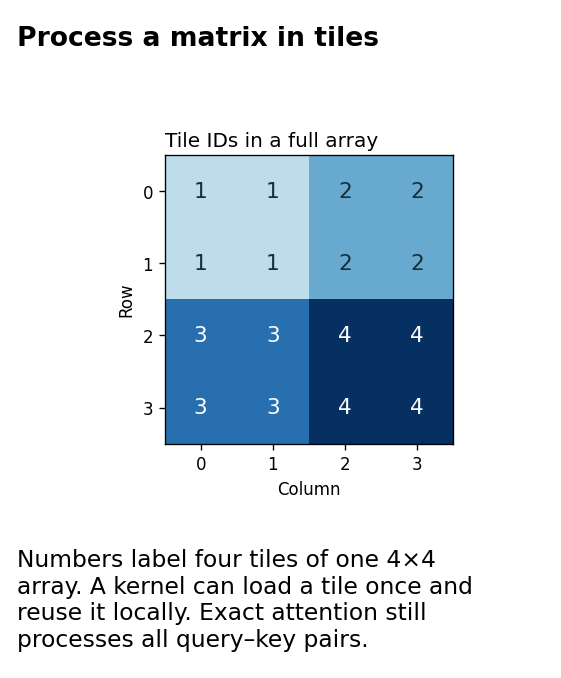 Process a matrix in tiles
Tile IDs in a full array
0 1 1 2 2
1 1 1 2 2
2 3 3 4 4
3 3 3 4 4
Row
0 1 2 3
Column
Numbers label four tiles of one 4×4
array. A kernel can load a tile once and
reuse it locally. Exact attention still
processes all query–key pairs.